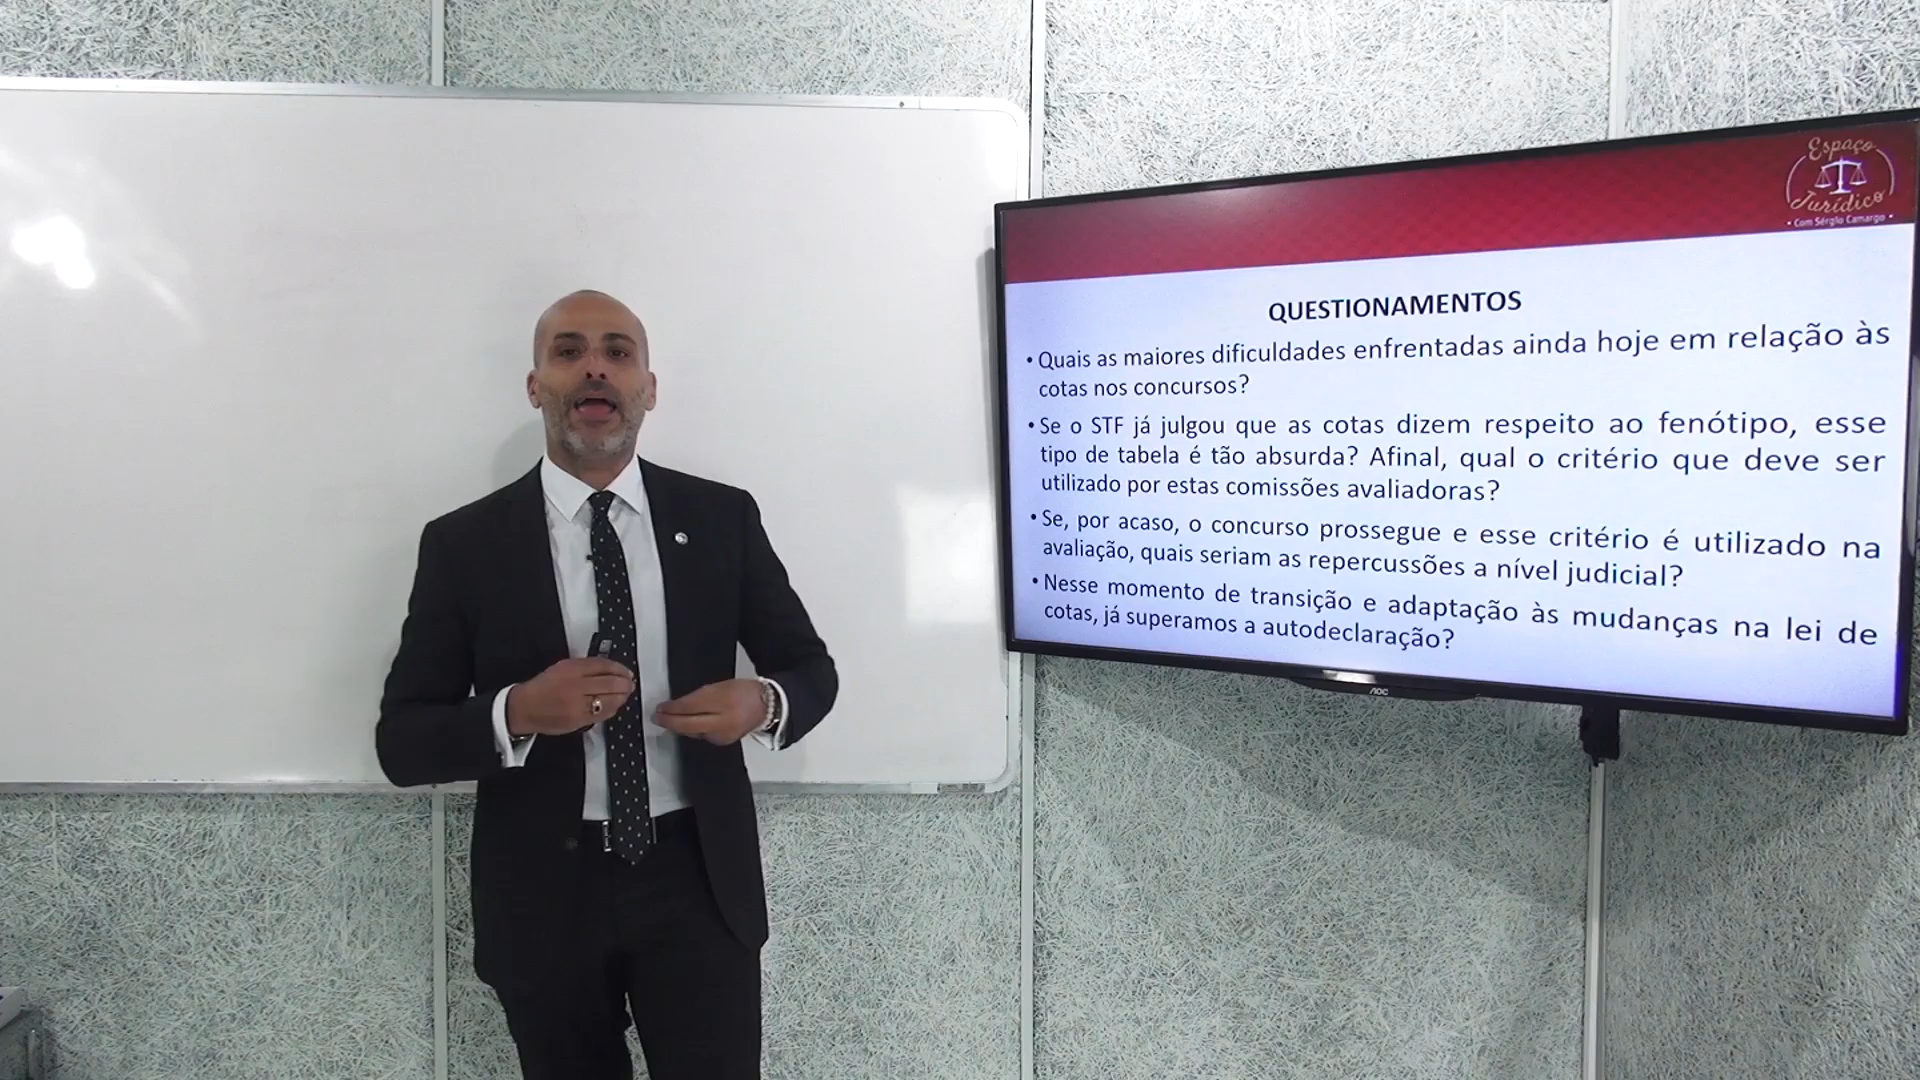 Espaço
Jurídico
• Com Sérgio Camargo •
QUESTIONAMENTOS
• Quais as maiores dificuldades enfrentadas ainda hoje em relação às
cotas nos concursos?
• Se o STF já julgou que as cotas dizem respeito ao fenótipo, esse
tipo de tabela é tão absurda? Afinal, qual o critério que deve ser
utilizado por estas comissões avaliadoras?
• Se, por acaso, o concurso prossegue e esse critério é utilizado na
avaliação, quais seriam as repercussões a nível judicial?
• Nesse momento de transição e adaptação às mudanças na lei de
cotas, já superamos a autodeclaração?
AOC